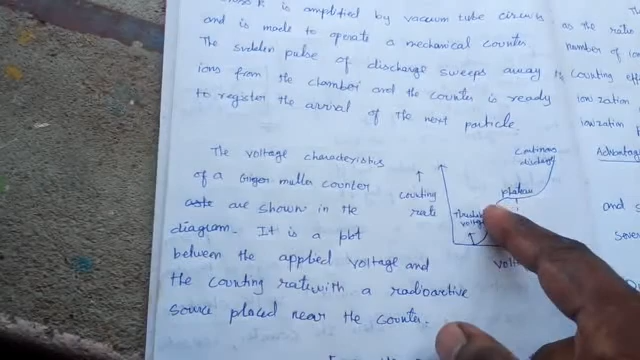 is amplified by vacuum tube circuits
and is made to operate a mechanical counter
The sudden pulse of discharge sweeps away
ions from the chamber and the counter is ready
to register the arrival of the next particle.
The voltage characteristics
of a Geiger muller counter
are shown in the
diagram. It is a plot
between the applied voltage and
the counting rate with a radioactive
source placed near the counter.
↑
counting
rate
continuous
discharge
plateau
voltage
as the ratio
number of ion
counting eff
ionization
ionization
Advantag
and s
Sever